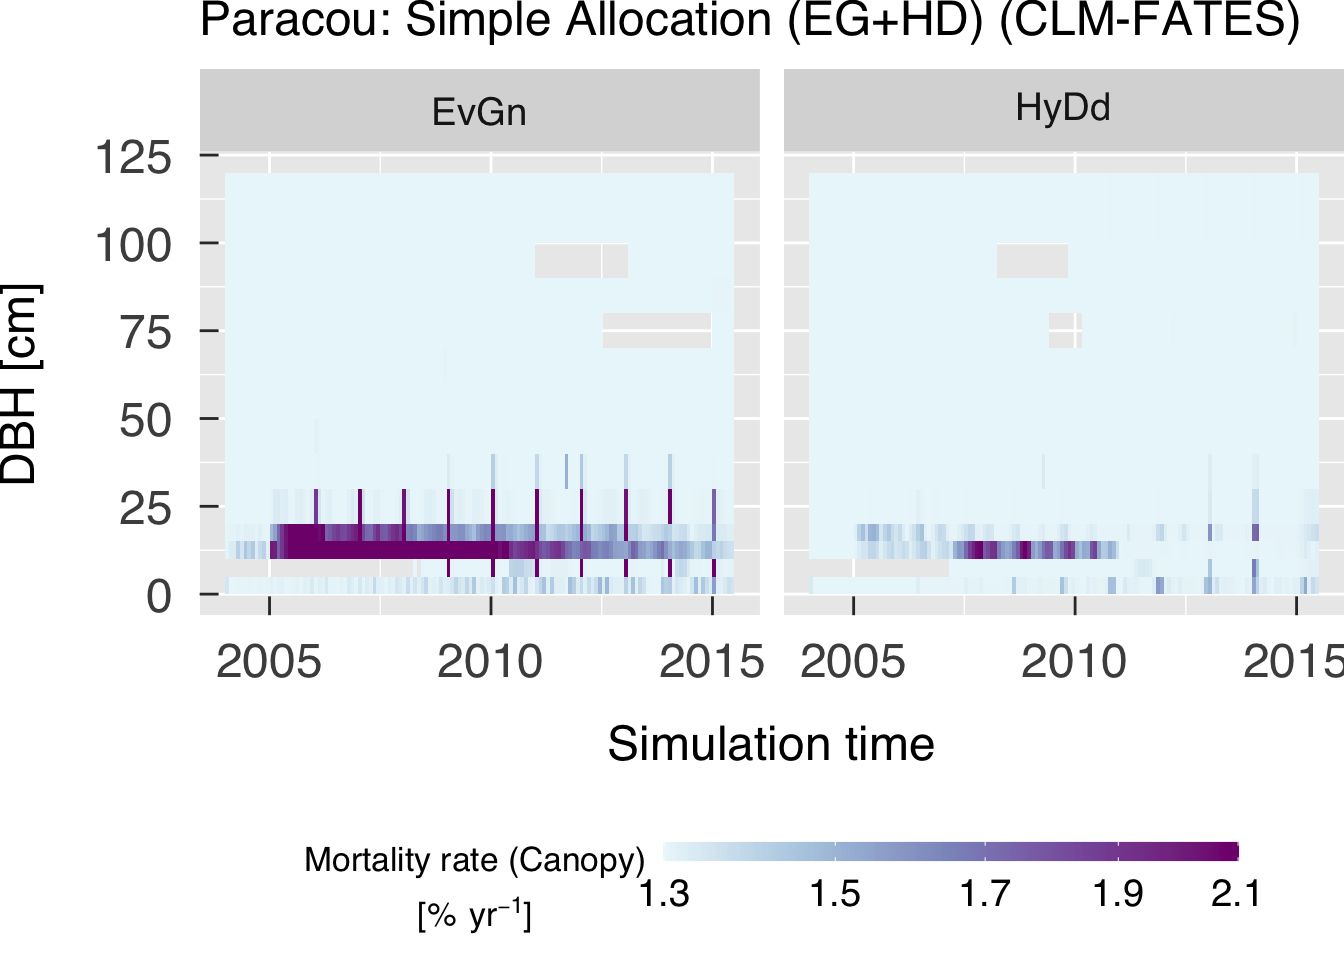 Paracou: Simple Allocation (EG+HD) (CLM-FATES)
EvGn
HyDd
DBH [cm]
125
100
75
50
25
0
2005 2010 2015 2005 2010 2015
Simulation time
Mortality rate (Canopy)
[% yr⁻¹]
1.3 1.5 1.7 1.9 2.1